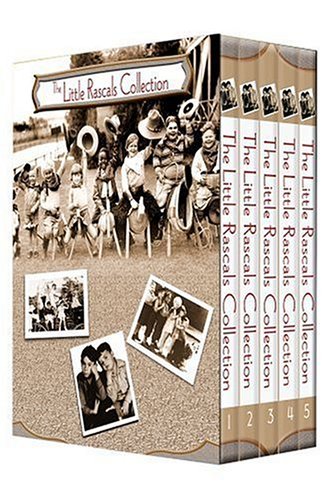 The Little Rascals Collection
The Little Rascals Collection 1
The Little Rascals Collection 2
The Little Rascals Collection 3
The Little Rascals Collection 4
The Little Rascals Collection 5